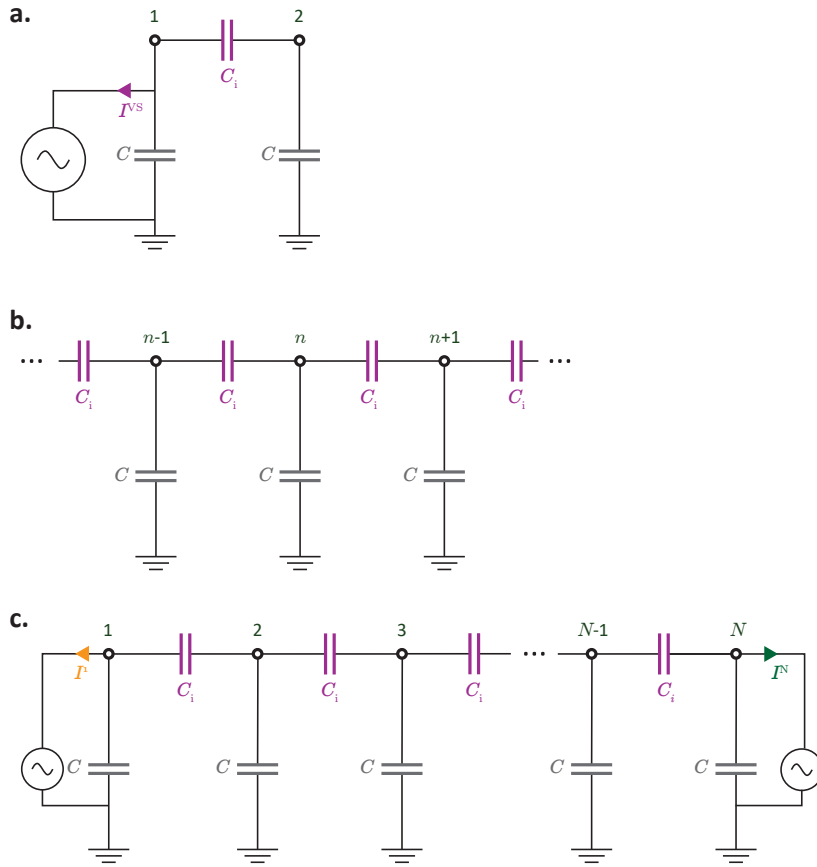 a.
1 2
C_i
I^VS
C C
b.
... n-1 n n+1 ...
C_i C_i C_i C_i
C C C
c.
1 2 3 ... N-1 N
I^1 I^N
C_i C_i C_i C_i
C C C C C